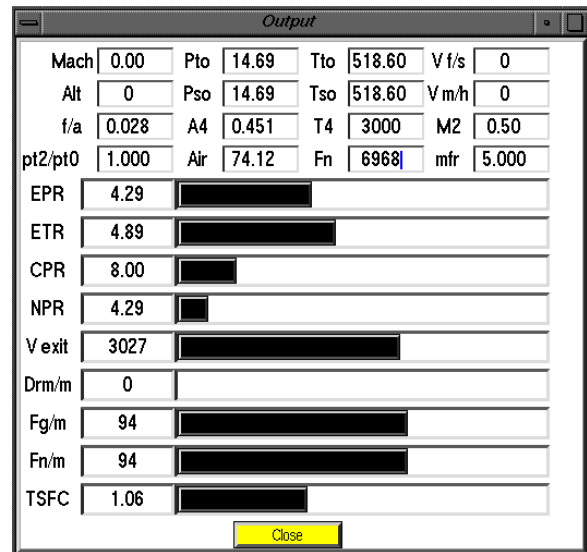 Output
Mach 0.00 Pto 14.69 Tto 518.60 V f/s 0
Alt 0 Pso 14.69 Tso 518.60 V m/h 0
f/a 0.028 A4 0.451 T4 3000 M2 0.50
pt2/pt0 1.000 Air 74.12 Fn 6968 mfr 5.000
EPR 4.29
ETR 4.89
CPR 8.00
NPR 4.29
V exit 3027
Drm/m 0
Fg/m 94
Fn/m 94
TSFC 1.06
Close